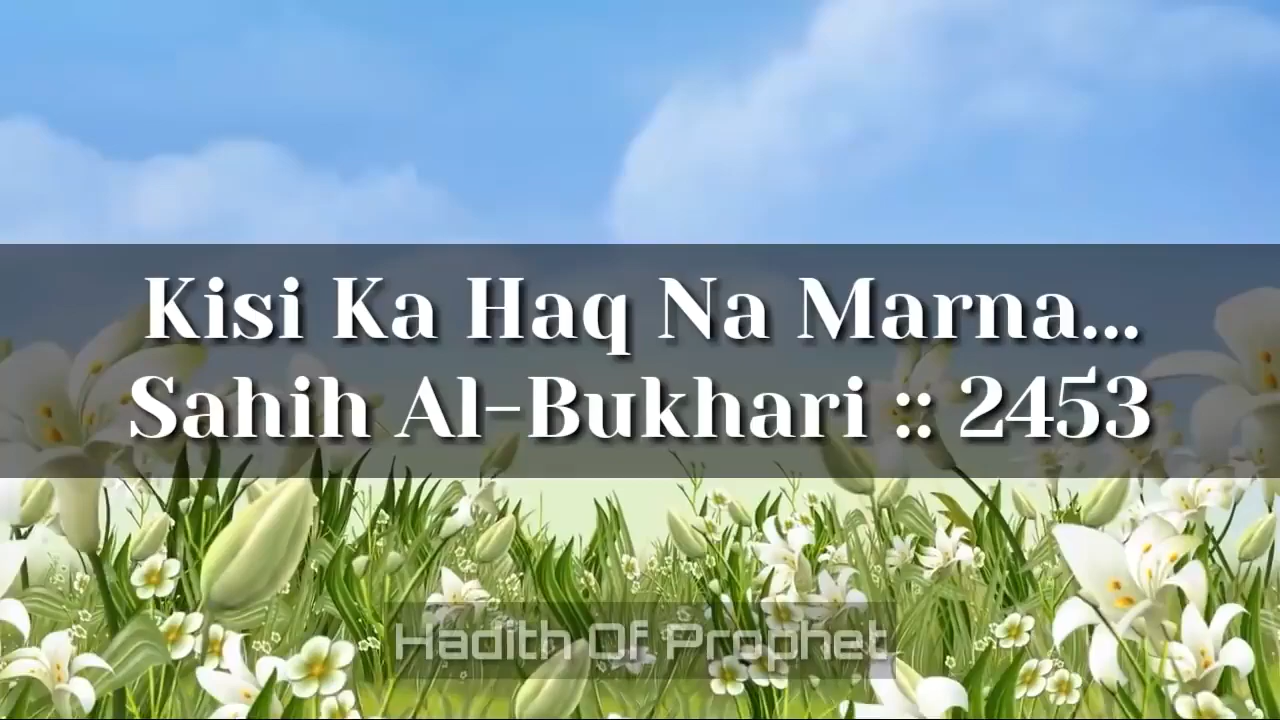 Kisi Ka Haq Na Marna...
Sahih Al-Bukhari :: 2453
Hadith Of Prophet